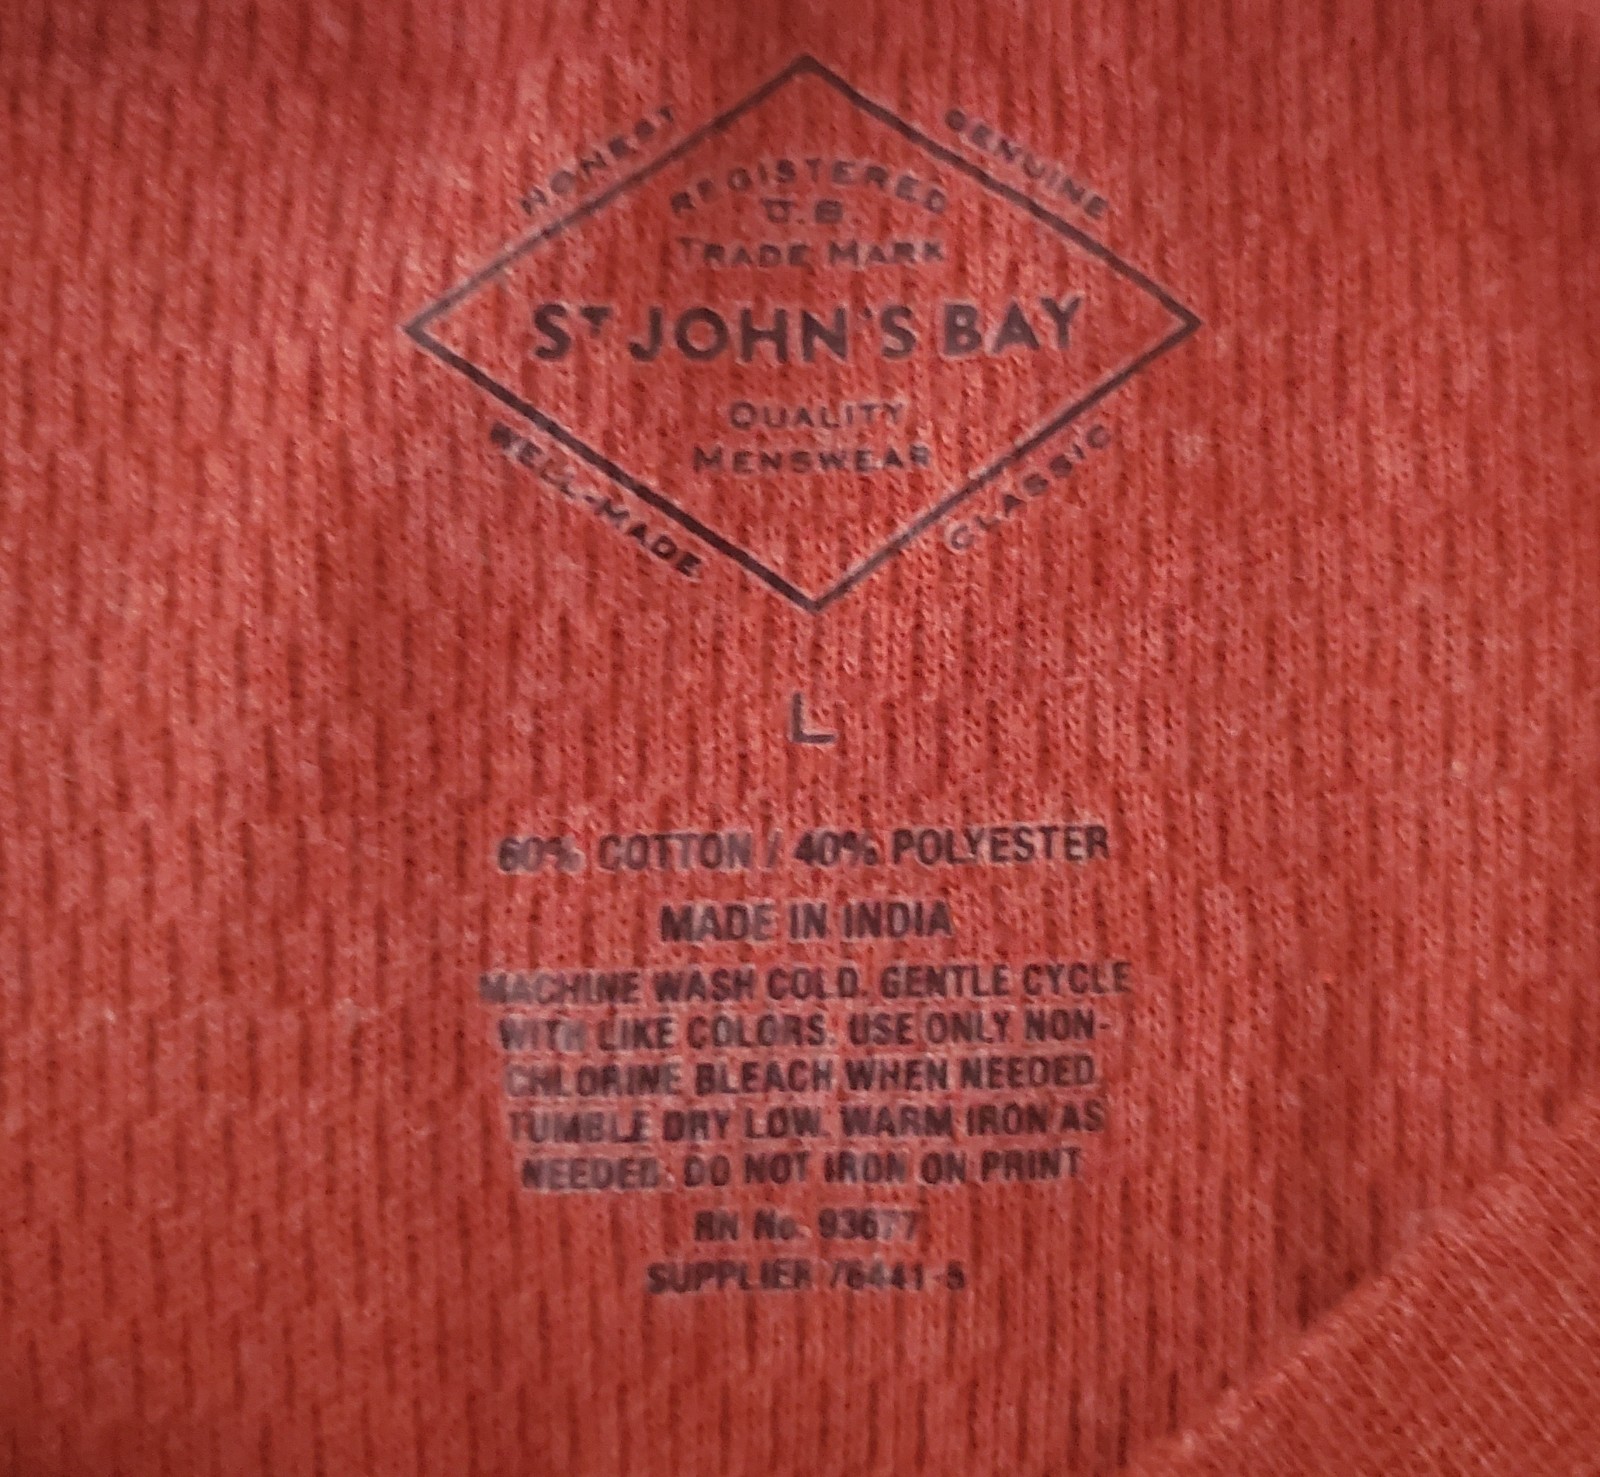 HONEST
GENUINE
REGISTERED
U.S.
TRADE MARK
ST JOHN'S BAY
QUALITY
MENSWEAR
WELL-MADE
CLASSIC
L
60% COTTON / 40% POLYESTER
MADE IN INDIA
MACHINE WASH COLD. GENTLE CYCLE
WITH LIKE COLORS. USE ONLY NON-
CHLORINE BLEACH WHEN NEEDED.
TUMBLE DRY LOW. WARM IRON AS
NEEDED. DO NOT IRON ON PRINT
RN No. 93677
SUPPLIER 76441-5